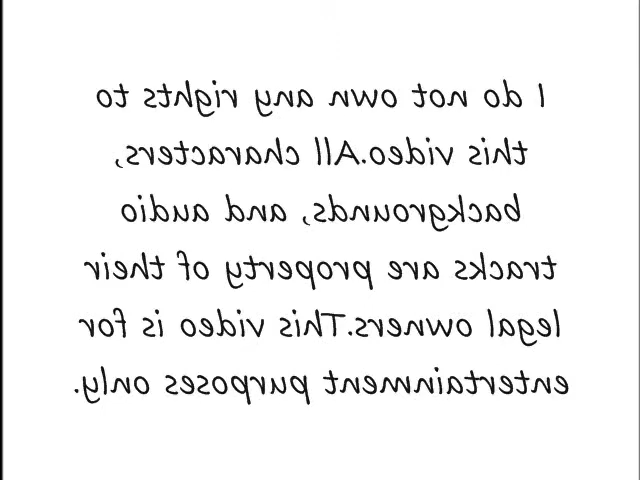 I do not own any rights to
this video.All characters,
backgrounds, and audio
tracks are property of their
legal owners.This video is for
entertainment purposes only.